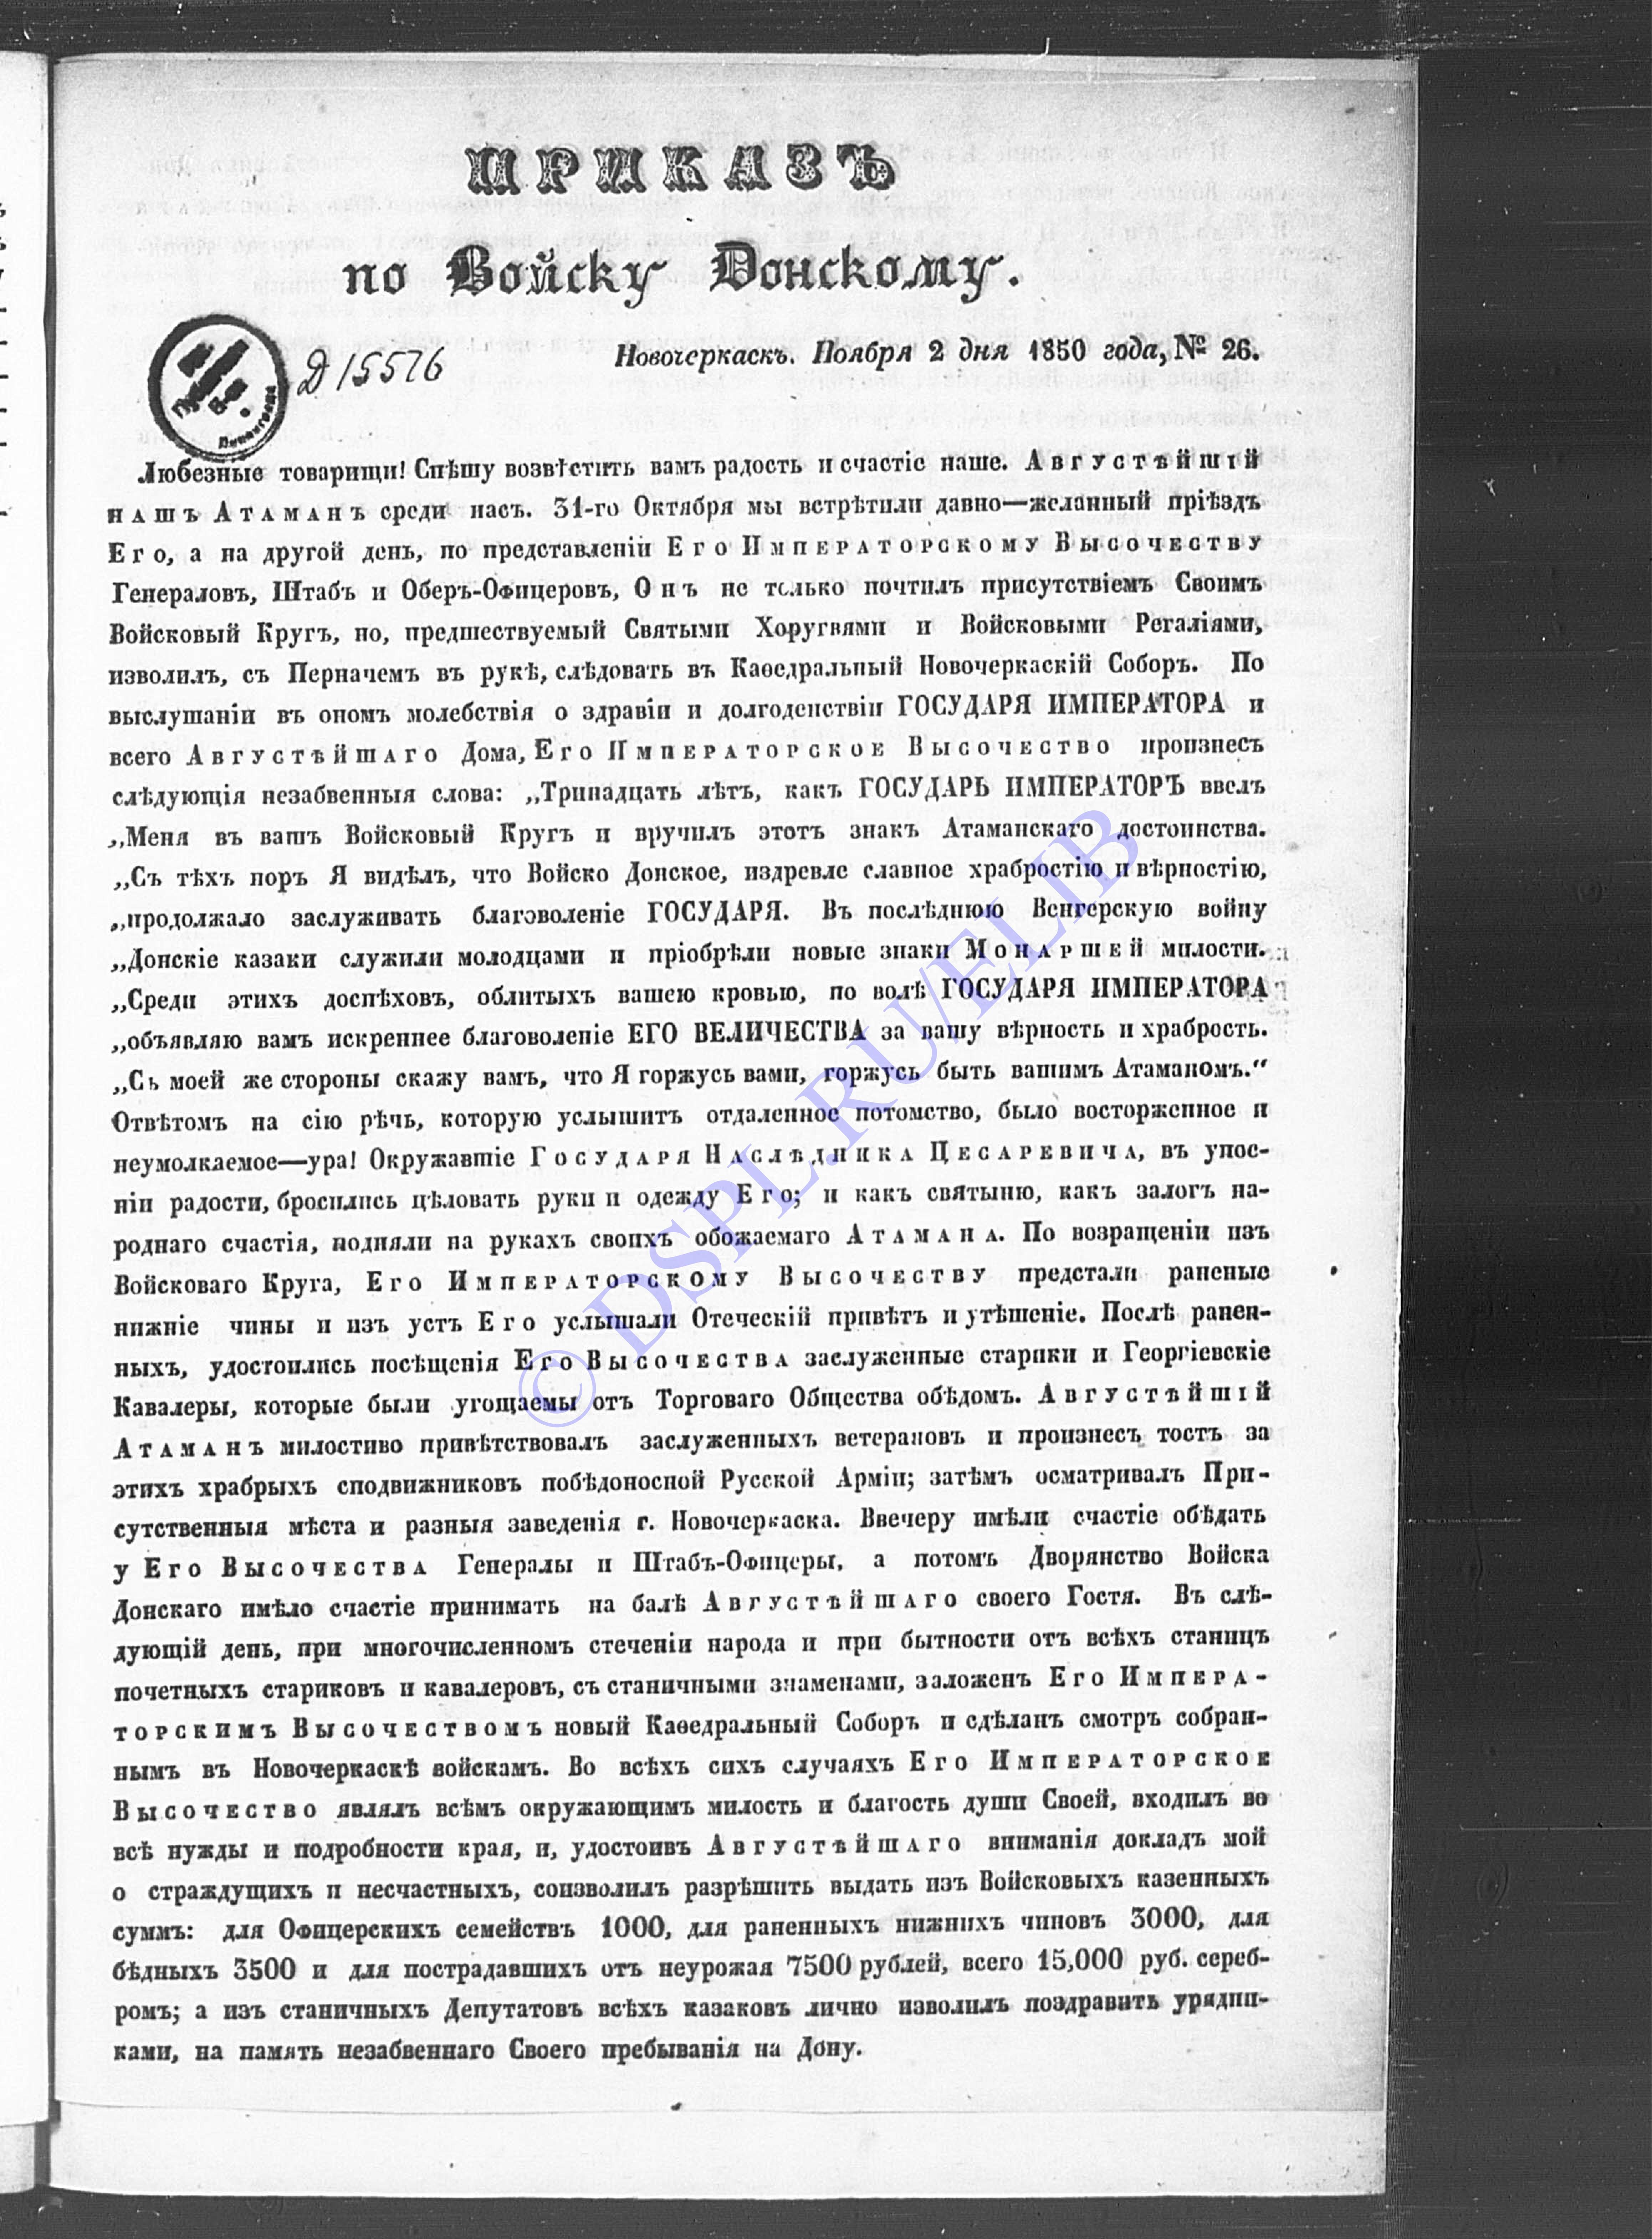 ПРИКАЗЪ
по Войску Донскому.
Новочеркаскъ. Ноября 2 дня 1850 года, № 26.
Д 15576
Любезные товарищи! Спѣшу возвѣстить вамъ радость и счастіе наше. Августѣйшій
нашъ Атаманъ среди насъ. 31-го Октября мы встрѣтили давно—желанный пріѣздъ
Его, а на другой день, по представленіи Его Императорскому Высочеству
Генераловъ, Штабъ и Оберъ-Офицеровъ, Онъ не только почтилъ присутствіемъ Своимъ
Войсковый Кругъ, но, предшествуемый Святыми Хоругвями и Войсковыми Регаліями,
изволилъ, съ Перначемъ въ рукѣ, слѣдовать въ Каѳедральный Новочеркаскій Соборъ. По
выслушаніи въ ономъ молебствія о здравіи и долгоденствіи ГОСУДАРЯ ИМПЕРАТОРА и
всего Августѣйшаго Дома, Его Императорское Высочество произнесъ
слѣдующія незабвенныя слова: „Тринадцать лѣтъ, какъ ГОСУДАРЬ ИМПЕРАТОРЪ ввелъ
„Меня въ вашъ Войсковый Кругъ и вручилъ этотъ знакъ Атаманскаго достоинства.
„Съ тѣхъ поръ Я видѣлъ, что Войско Донское, издревле славное храбростію и вѣрностію,
„продолжало заслуживать благоволеніе ГОСУДАРЯ. Въ послѣднюю Венгерскую войну
„Донскіе казаки служили молодцами и пріобрѣли новые знаки Монаршей милости.
„Среди этихъ доспѣховъ, облитыхъ вашею кровью, по волѣ ГОСУДАРЯ ИМПЕРАТОРА
„объявляю вамъ искреннее благоволеніе ЕГО ВЕЛИЧЕСТВА за вашу вѣрность и храбрость.
„Съ моей же стороны скажу вамъ, что Я горжусь вами, горжусь быть вашимъ Атаманомъ.“
Отвѣтомъ на сію рѣчь, которую услышитъ отдаленное потомство, было восторженное и
неумолкаемое—ура! Окружавшіе Государя Наслѣдника Цесаревича, въ упое-
ніи радости, бросились цѣловать руки и одежду Его; и какъ святыню, какъ залогъ на-
роднаго счастія, подняли на рукахъ своихъ обожаемаго Атамана. По возращеніи изъ
Войсковаго Круга, Его Императорскому Высочеству предстали раненые
нижніе чины и изъ устъ Его услышали Отеческій привѣтъ и утѣшеніе. Послѣ ранен-
ныхъ, удостоились посѣщенія Его Высочества заслуженные старики и Георгіевскіе
Кавалеры, которые были угощаемы отъ Торговаго Общества обѣдомъ. Августѣйшій
Атаманъ милостиво привѣтствовалъ заслуженныхъ ветерановъ и произнесъ тостъ за
этихъ храбрыхъ сподвижниковъ побѣдоносной Русской Арміи; затѣмъ осматривалъ При-
сутственныя мѣста и разныя заведенія г. Новочеркаска. Ввечеру имѣли счастіе обѣдать
у Его Высочества Генералы и Штабъ-Офицеры, а потомъ Дворянство Войска
Донскаго имѣло счастіе принимать на балѣ Августѣйшаго своего Гостя. Въ слѣ-
дующій день, при многочисленномъ стеченіи народа и при бытности отъ всѣхъ станицъ
почетныхъ стариковъ и кавалеровъ, съ станичными знаменами, заложенъ Его Импера-
торскимъ Высочествомъ новый Каѳедральный Соборъ и сдѣланъ смотръ собран-
нымъ въ Новочеркаскѣ войскамъ. Во всѣхъ сихъ случаяхъ Его Императорское
Высочество являлъ всѣмъ окружающимъ милость и благость души Своей, входилъ во
всѣ нужды и подробности края, и, удостоивъ Августѣйшаго вниманія докладъ мой
о страждущихъ и несчастныхъ, соизволилъ разрѣшить выдать изъ Войсковыхъ казенныхъ
суммъ: для Офицерскихъ семействъ 1000, для раненныхъ нижнихъ чиновъ 3000, для
бѣдныхъ 3500 и для пострадавшихъ отъ неурожая 7500 рублей, всего 15,000 руб. сереб-
ромъ; а изъ станичныхъ Депутатовъ всѣхъ казаковъ лично изволилъ поздравить урядни-
ками, на память незабвеннаго Своего пребыванія на Дону.
© DSPL.RU/ELIB